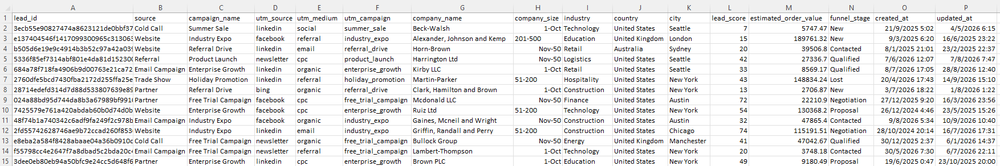 A B C D E F G H I J K L M N O P
1 lead_id source campaign_name utm_source utm_medium utm_campaign company_name company_size industry country city lead_score estimated_order_value funnel_stage created_at updated_at
2 3ecb55e90827474a8623121de0bbf37 Cold Call Summer Sale linkedin social summer_sale Beck-Walsh 1-Oct Technology United States Seattle 7 5747.47 New 21/9/2025 5:02 4/5/2026 6:15
3 e137404546f1417099300965c313063 Website Industry Expo facebook referral industry_expo Alexander, Johnson and Kemp 201-500 Education United Kingdom London 15 189761.32 New 9/3/2025 6:20 16/6/2025 23:22
4 b505d6e19e9c4914b3b52c97a42a039 Website Referral Drive linkedin email referral_drive Horn-Brown Nov-50 Retail Australia Sydney 20 39506.8 Contacted 8/1/2025 21:01 23/2/2025 22:37
5 5336f85ef7314abf801e4da81d152300 Referral Product Launch newsletter cpc product_launch Harrington Ltd Nov-50 Logistics United States Seattle 42 27336.7 Qualified 7/6/2026 12:07 7/8/2026 7:47
6 684a78f718fa4906b9d00763e21ca72 Email Campaign Enterprise Growth linkedin organic enterprise_growth Kirby LLC 1-Oct Retail United States Seattle 33 8569.17 Qualified 8/7/2026 17:05 28/8/2026 12:40
7 2760dfe5bcd7430fba2172d255ffa25e Trade Show Holiday Promotion linkedin referral holiday_promotion Martin-Parker 51-200 Hospitality United States New York 43 148834.24 Lost 20/4/2026 17:43 14/9/2026 15:10
8 28714edefd314d7d88d533807639e89 Partner Referral Drive bing organic referral_drive Clark, Hamilton and Brown 1-Oct Construction United States New York 13 2706.87 New 3/7/2026 18:22 1/8/2026 1:22
9 024a88bd95d744da8b3a67989bf991 Partner Free Trial Campaign facebook cpc free_trial_campaign Mcdonald LLC Nov-50 Finance United States Austin 72 22210.9 Negotiation 27/12/2025 9:20 16/3/2026 23:56
10 7425579e761a420abdab60b0d74d0b Website Enterprise Growth facebook cpc enterprise_growth Ruiz Ltd 51-200 Technology United States New York 54 130368.2 Proposal 26/12/2024 4:46 23/5/2025 15:26
11 48f74b1a740342c6adf9fa249f2c978b Email Campaign Industry Expo facebook organic industry_expo Gaines, Mcneil and Wright Nov-50 Construction United States Austin 32 47865.4 Contacted 9/8/2026 5:34 10/9/2026 10:40
12 2fd55742628746ae9b72ccad260f853 Website Industry Expo linkedin email industry_expo Griffin, Randall and Perry 51-200 Construction United States Chicago 74 115191.51 Negotiation 28/10/2024 20:14 16/7/2026 17:31
13 e8eba2a584f8428abaae04a36b0910c Cold Call Free Trial Campaign newsletter organic free_trial_campaign Bullock Group Nov-50 Energy United Kingdom Manchester 41 47042.67 Qualified 30/12/2025 2:37 6/1/2026 14:37
14 f55798cc4e2647f7a8dbad5c2bda20c Email Campaign Free Trial Campaign newsletter referral free_trial_campaign Lambert-Thompson 1-Oct Technology United States New York 20 3748.18 Contacted 30/5/2026 7:30 6/7/2026 22:11
15 3dee0eb80eb94a50bfc9e24cc5d648f6 Partner Enterprise Growth linkedin cpc enterprise_growth Brown PLC 1-Oct Education United States New York 49 9180.49 Proposal 19/6/2025 0:47 23/10/2025 20:00